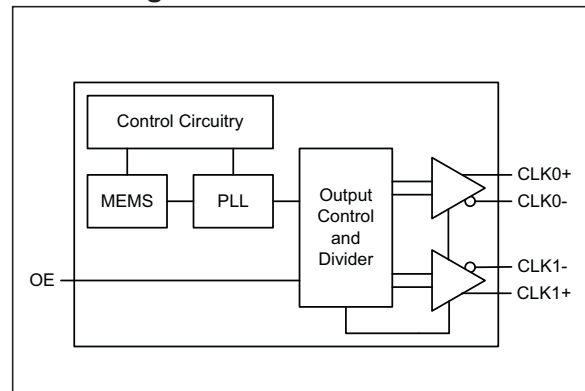 Control Circuitry
MEMS
PLL
Output
Control
and
Divider
OE
CLK0+
CLK0-
CLK1-
CLK1+